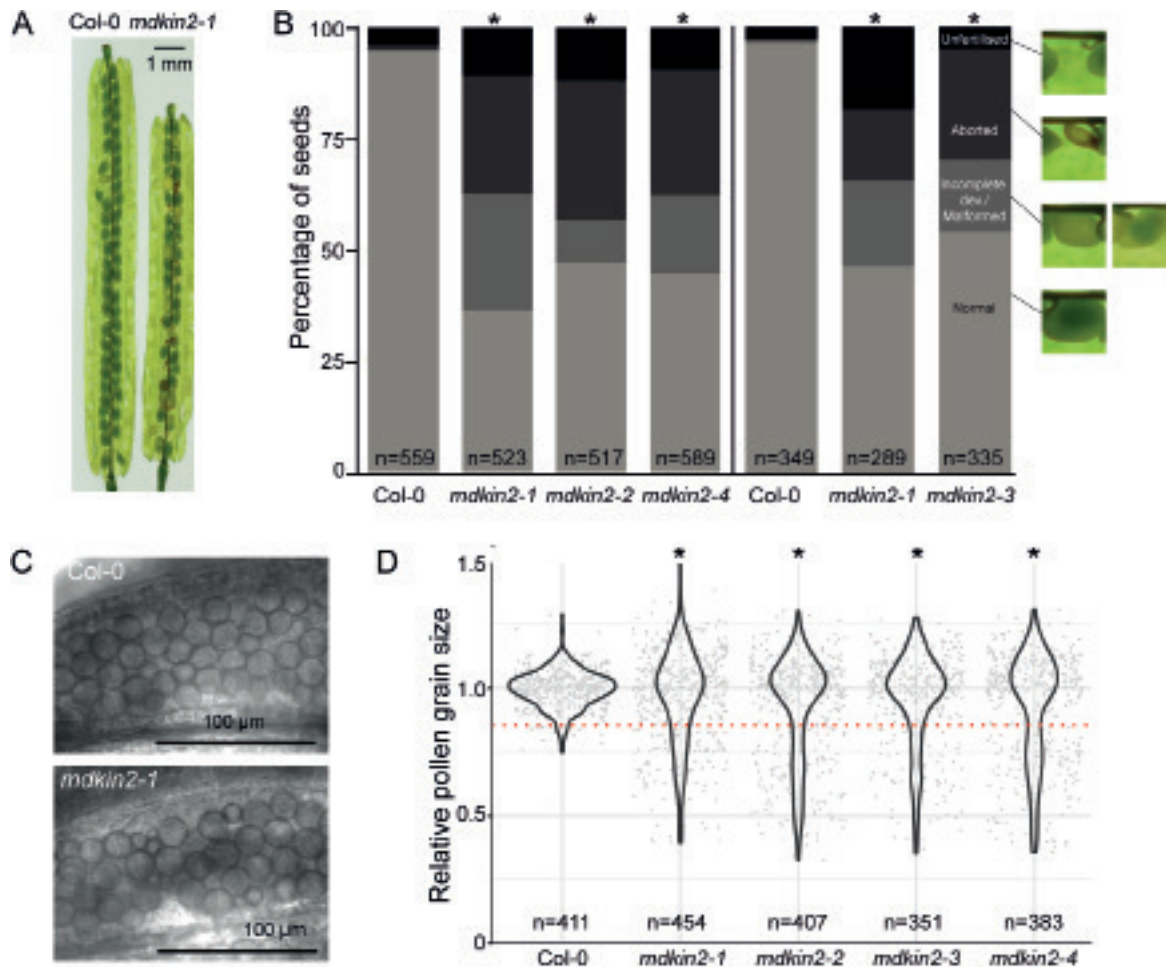 A
Col-0 mdkin2-1
1 mm
B
* * * * *
Percentage of seeds
100
75
50
25
0
n=559 n=523 n=517 n=589 n=349 n=289 n=335
Col-0 mdkin2-1 mdkin2-2 mdkin2-4 Col-0 mdkin2-1 mdkin2-3
Unfertilised
Aborted
Incomplete
dev /
Malformed
Normal
C
Col-0
100 µm
mdkin2-1
100 µm
D
* * * *
Relative pollen grain size
1.5
1.0
0.5
0
n=411 n=454 n=407 n=351 n=383
Col-0 mdkin2-1 mdkin2-2 mdkin2-3 mdkin2-4